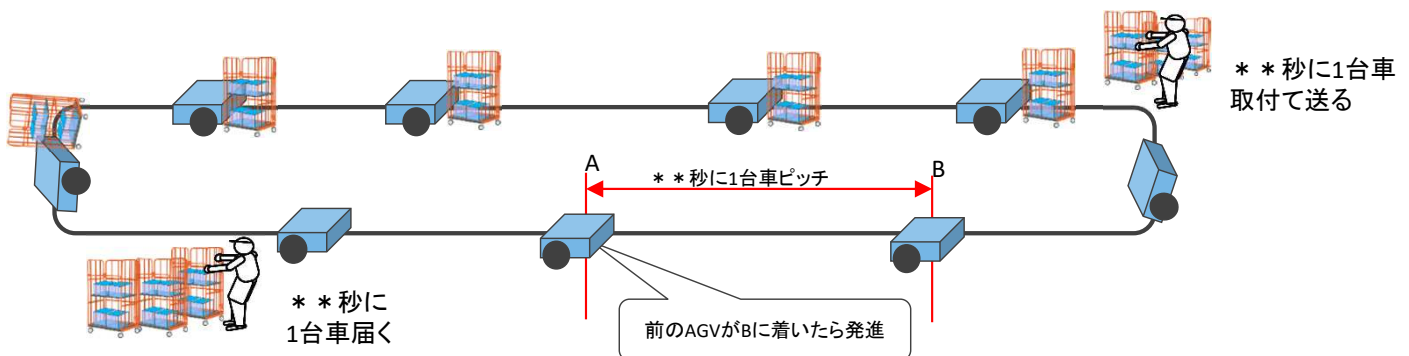 ＊＊秒に1台車
取付て送る
A
＊＊秒に1台車ピッチ
B
＊＊秒に
1台車届く
前のAGVがBに着いたら発進